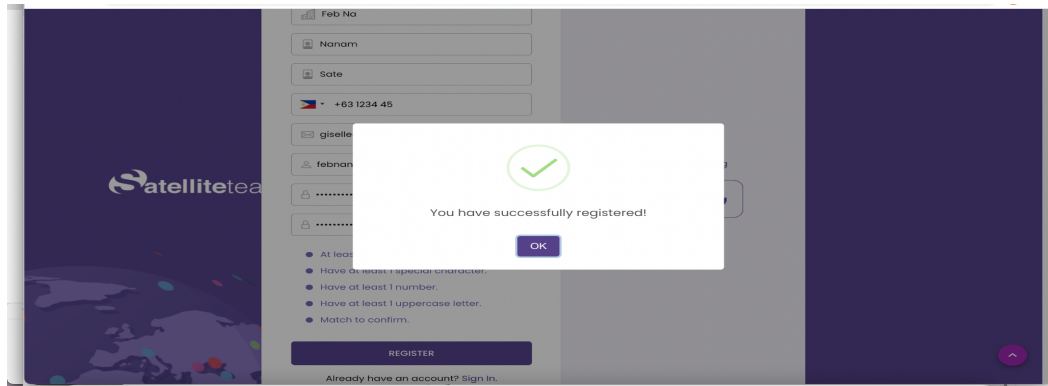 Feb Na
Nanam
Sate
+63 1234 45
giselle
febnan
Satellitetea
You have successfully registered!
OK
At leas
Have at least 1 special character.
Have at least 1 number.
Have at least 1 uppercase letter.
Match to confirm.
REGISTER
Already have an account? Sign In.